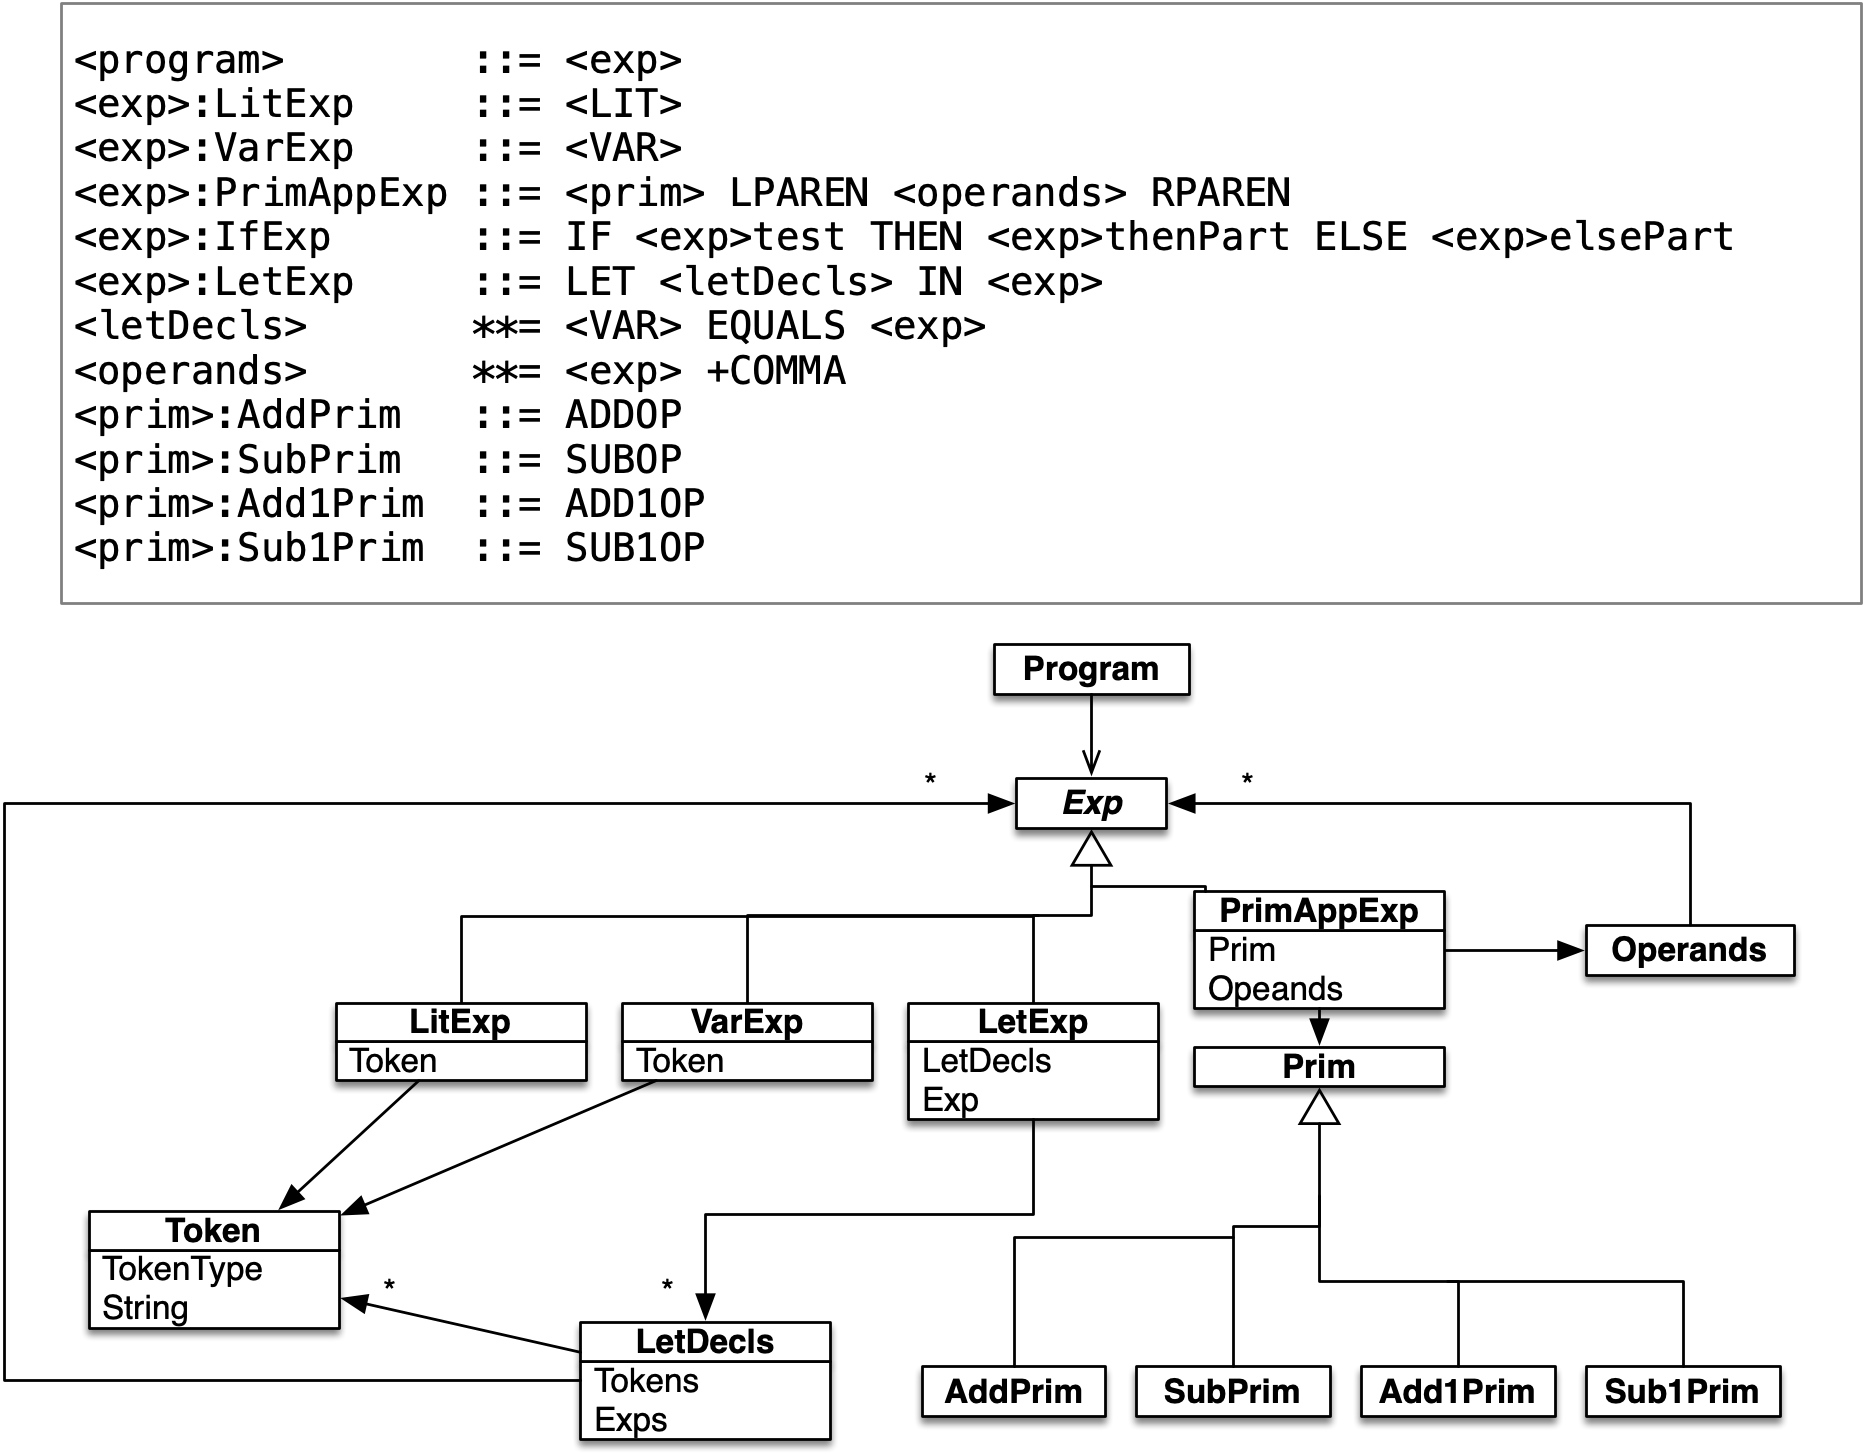 <program> ::= <exp>
<exp>:LitExp ::= <LIT>
<exp>:VarExp ::= <VAR>
<exp>:PrimAppExp ::= <prim> LPAREN <operands> RPAREN
<exp>:IfExp ::= IF <exp>test THEN <exp>thenPart ELSE <exp>elsePart
<exp>:LetExp ::= LET <letDecls> IN <exp>
<letDecls> **= <VAR> EQUALS <exp>
<operands> **= <exp> +COMMA
<prim>:AddPrim ::= ADDOP
<prim>:SubPrim ::= SUBOP
<prim>:Add1Prim ::= ADD1OP
<prim>:Sub1Prim ::= SUB1OP
Program
*
Exp
*
PrimAppExp
Prim
Opeands
Operands
LitExp
Token
VarExp
Token
LetExp
LetDecls
Exp
Prim
Token
TokenType
String
*
*
LetDecls
Tokens
Exps
AddPrim
SubPrim
Add1Prim
Sub1Prim